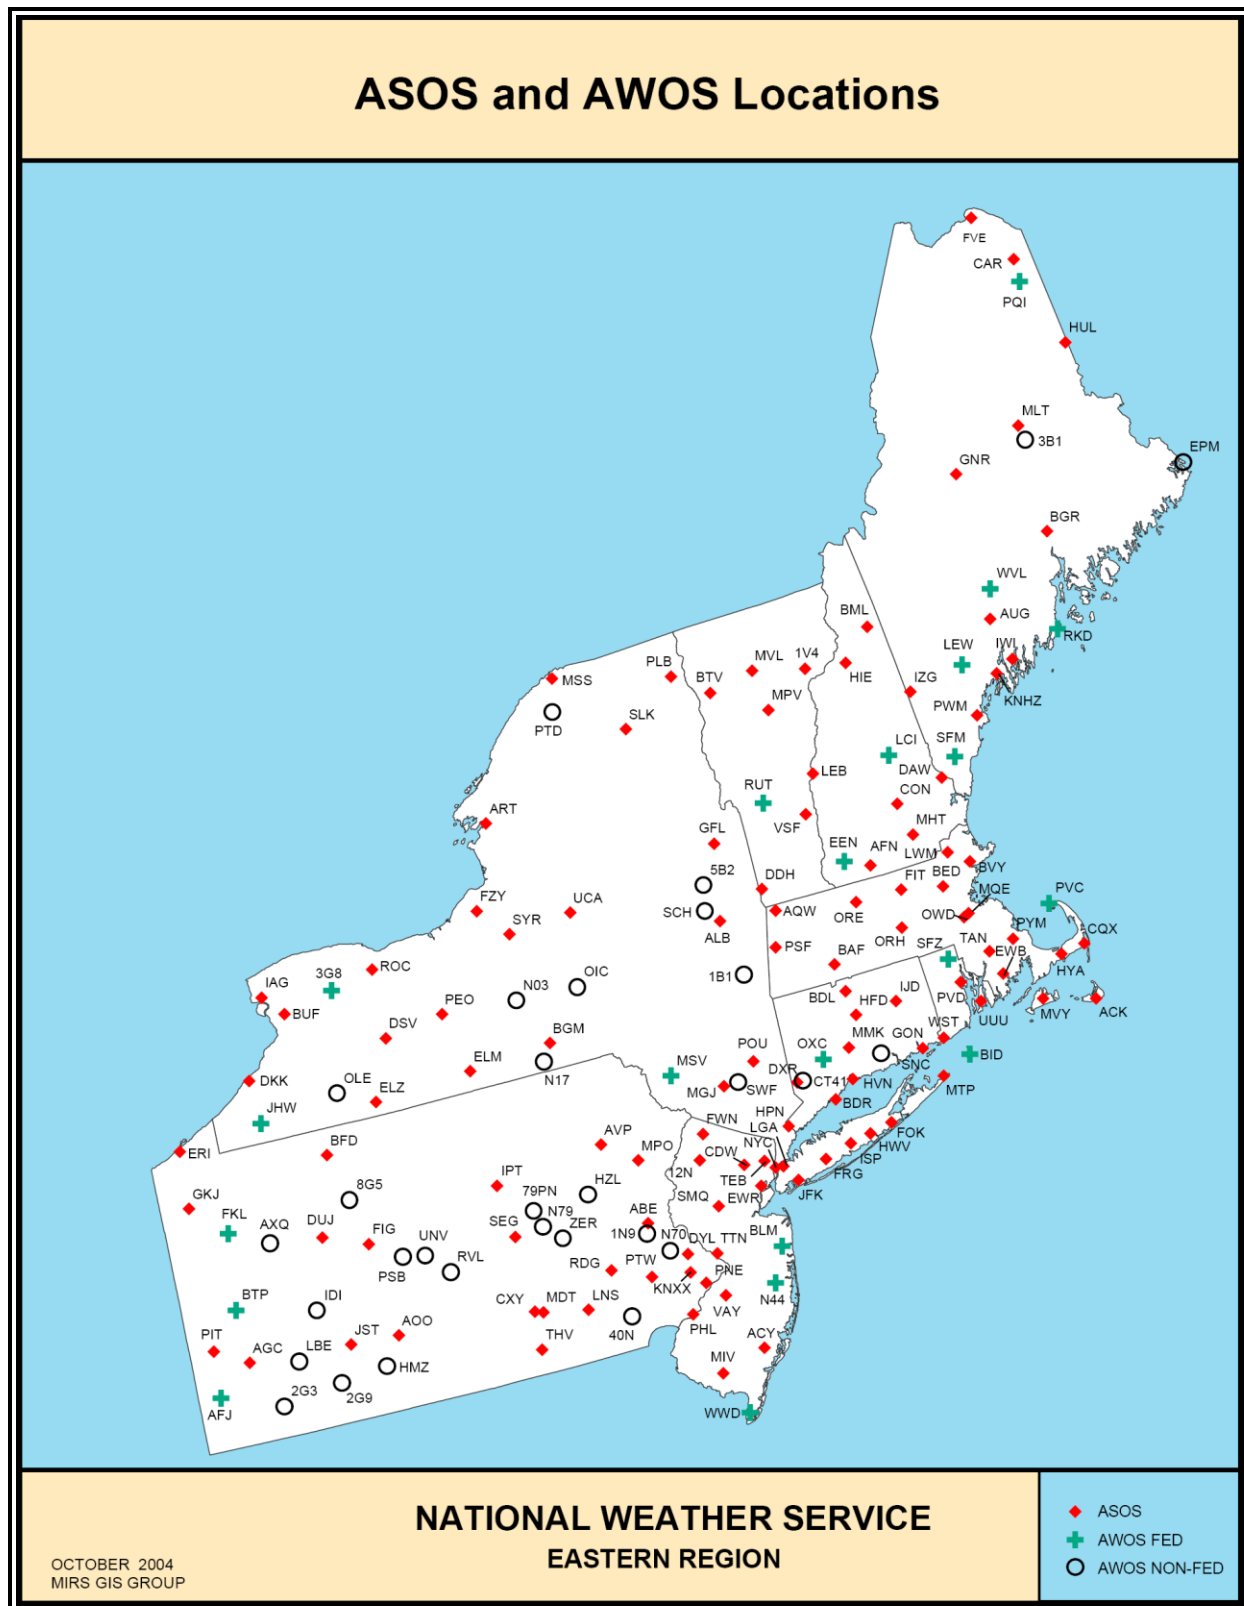 ASOS and AWOS Locations
FVE
CAR
PQI
HUL
MLT
3B1
EPM
GNR
BGR
WVL
BML
AUG
RKD
LEW
IWI
PLB
MVL
1V4
MSS
BTV
HIE
IZG
KNHZ
MPV
PWM
SLK
PTD
LCI
SFM
LEB
DAW
RUT
CON
ART
VSF
MHT
GFL
EEN
AFN
LWM
5B2
BVY
DDH
FIT
BED
MQE
PVC
FZY
UCA
SCH
AQW
ORE
OWD
SYR
ALB
ORH
SFZ
TAN
PYM
CQX
PSF
BAF
EWB
ROC
3G8
OIC
1B1
HYA
IAG
N03
BDL
HFD
IJD
PVD
BUF
PEO
UUU
MVY
ACK
DSV
BGM
OXC
MMK
GON
WST
POU
MSV
BID
DKK
OLE
ELM
N17
DXR
SNC
ELZ
MGJ
SWF
CT41
HVN
MTP
JHW
BDR
FWN
HPN
LGA
FOK
ERI
BFD
AVP
MPO
CDW
NYC
HWV
ISP
12N
TEB
FRG
IPT
HZL
SMQ
EWR
JFK
GKJ
8G5
79PN
FKL
AXQ
DUJ
FIG
UNV
SEG
N79
ZER
ABE
1N9
N70
DYL
TTN
BLM
PSB
RVL
RDG
PTW
KNXX
PNE
BTP
IDI
CXY
MDT
LNS
VAY
N44
PIT
AGC
LBE
JST
AOO
THV
40N
PHL
ACY
HMZ
MIV
2G3
2G9
AFJ
WWD
NATIONAL WEATHER SERVICE
EASTERN REGION
OCTOBER 2004
MIRS GIS GROUP
ASOS
AWOS FED
AWOS NON-FED